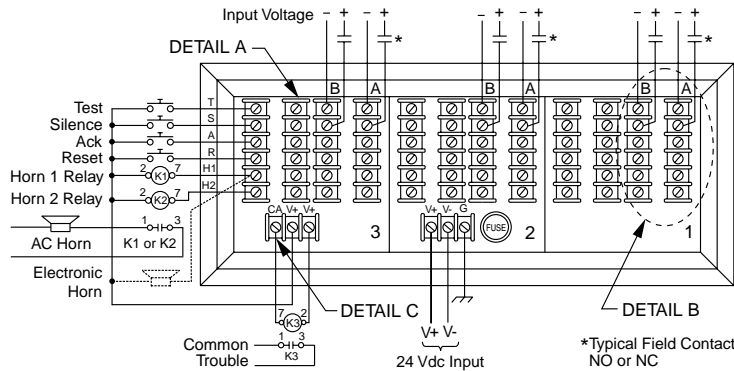 Input Voltage - + - + * - + - + * - + - + *
DETAIL A
B A B A B A
Test T
Silence S
Ack A
Reset R
Horn 1 Relay 2 K1 7 H1
Horn 2 Relay 2 K2 7 H2
CA V+ V+ V+ V- G
FUSE
3 2 1
1 3
AC Horn K1 or K2
Electronic
Horn
DETAIL C
DETAIL B
7 K3 2
V+ V-
Common 1 3
Trouble K3
24 Vdc Input
*Typical Field Contact
NO or NC